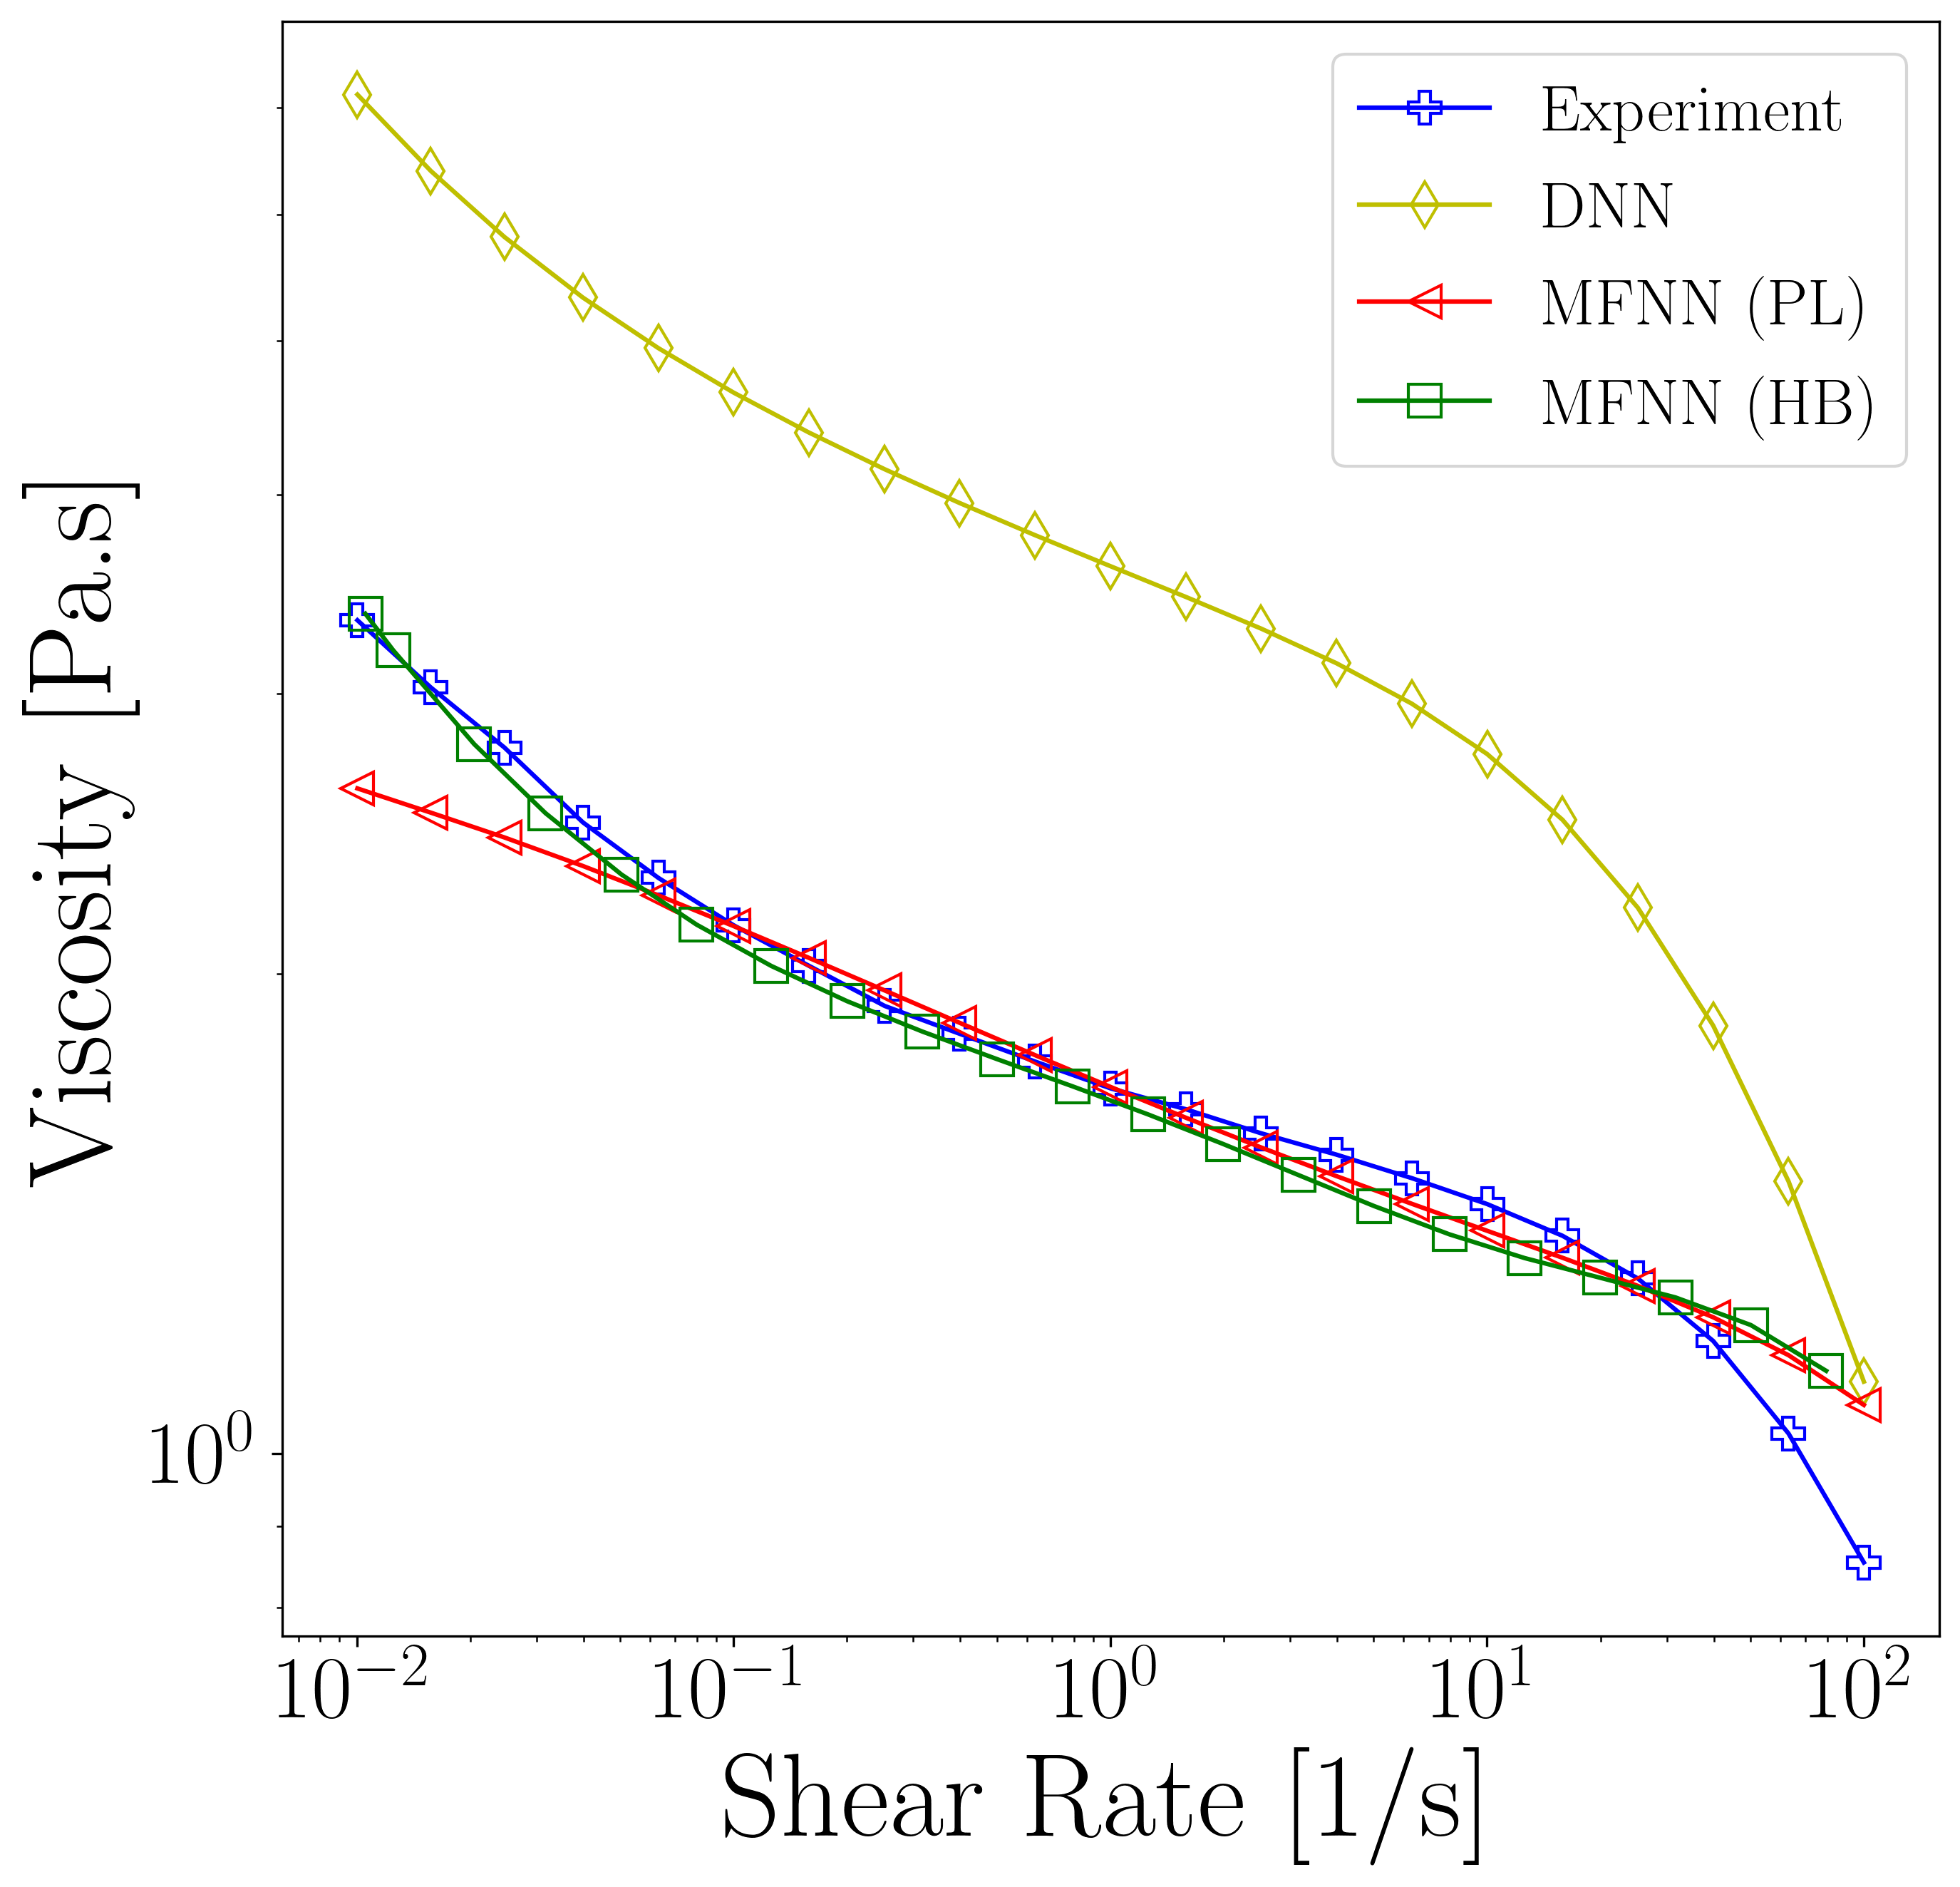 Experiment
DNN
MFNN (PL)
MFNN (HB)
Viscosity [Pa.s]
10⁰
10⁻² 10⁻¹ 10⁰ 10¹ 10²
Shear Rate [1/s]